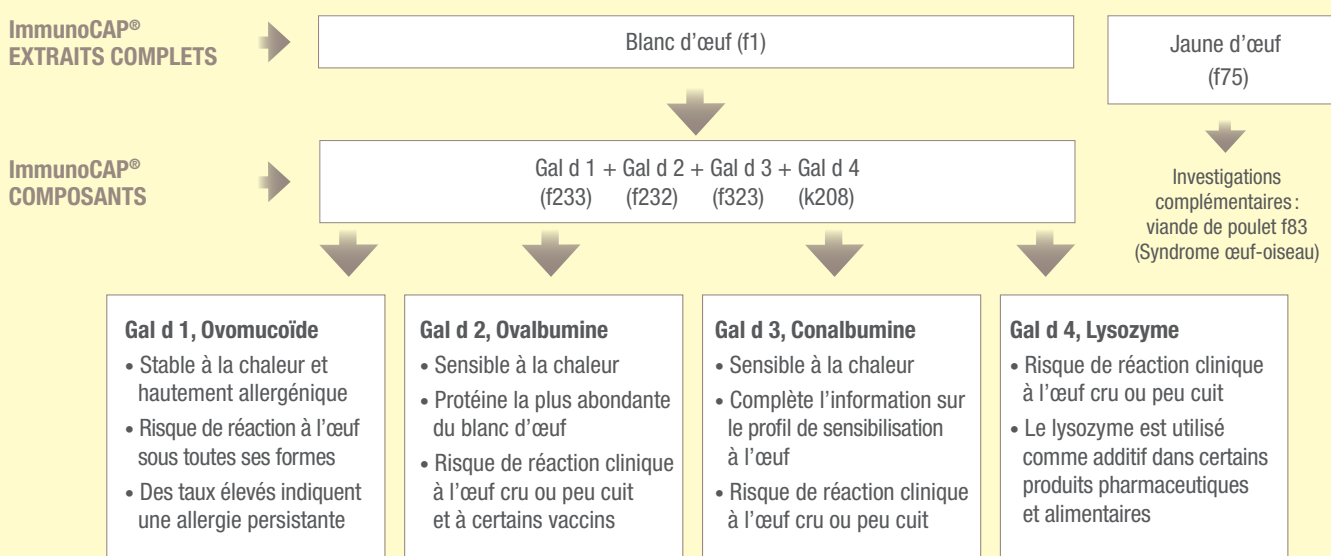 ImmunoCAP®
EXTRAITS COMPLETS
Blanc d'œuf (f1)
Jaune d'œuf
(f75)
ImmunoCAP®
COMPOSANTS
Gal d 1 + Gal d 2 + Gal d 3 + Gal d 4
(f233) (f232) (f323) (k208)
Investigations
complémentaires :
viande de poulet f83
(Syndrome œuf-oiseau)
Gal d 1, Ovomucoïde
• Stable à la chaleur et
hautement allergénique
• Risque de réaction à l'œuf
sous toutes ses formes
• Des taux élevés indiquent
une allergie persistante
Gal d 2, Ovalbumine
• Sensible à la chaleur
• Protéine la plus abondante
du blanc d'œuf
• Risque de réaction clinique
à l'œuf cru ou peu cuit
et à certains vaccins
Gal d 3, Conalbumine
• Sensible à la chaleur
• Complète l'information sur
le profil de sensibilisation
à l'œuf
• Risque de réaction clinique
à l'œuf cru ou peu cuit
Gal d 4, Lysozyme
• Risque de réaction clinique
à l'œuf cru ou peu cuit
• Le lysozyme est utilisé
comme additif dans certains
produits pharmaceutiques
et alimentaires